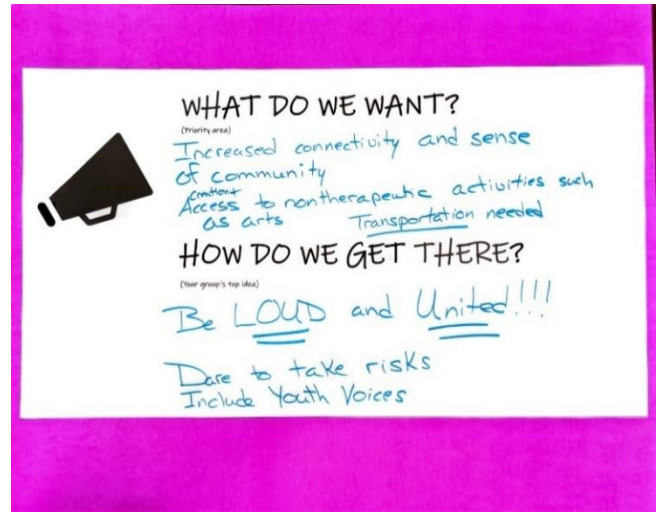 WHAT DO WE WANT?
(Priority area)
Increased connectivity and sense
of community
Creation+
Access to nontherapeutic activities such
as arts Transportation needed
HOW DO WE GET THERE?
(Your group's top idea)
Be LOUD and United!!!
Dare to take risks
Include Youth Voices